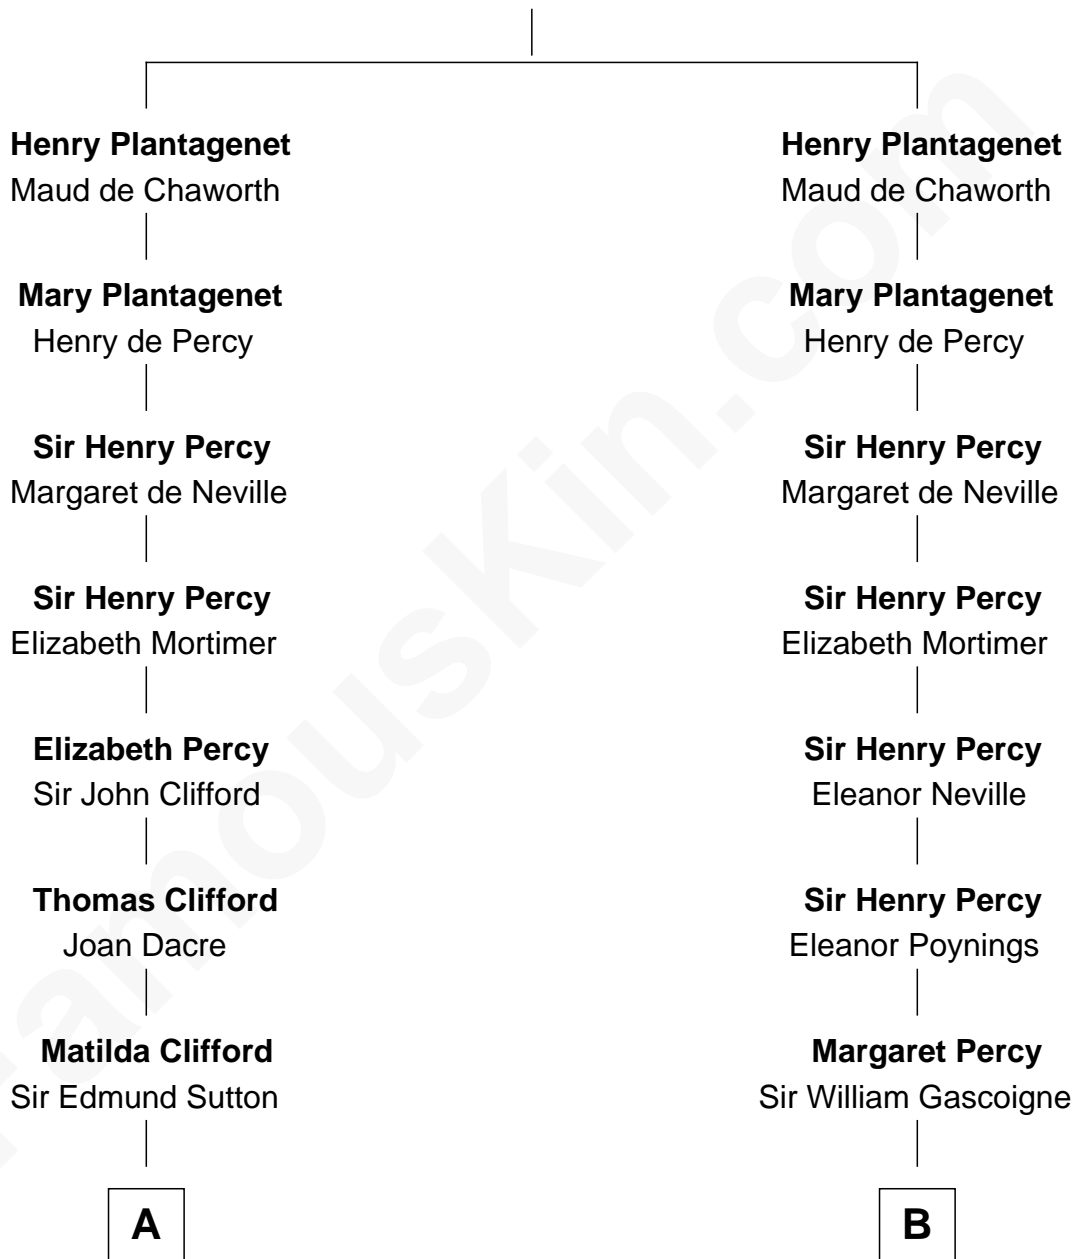 Henry Plantagenet
Maud de Chaworth
Mary Plantagenet
Henry de Percy
Sir Henry Percy
Margaret de Neville
Sir Henry Percy
Elizabeth Mortimer
Elizabeth Percy
Sir John Clifford
Thomas Clifford
Joan Dacre
Matilda Clifford
Sir Edmund Sutton
A
Henry Plantagenet
Maud de Chaworth
Mary Plantagenet
Henry de Percy
Sir Henry Percy
Margaret de Neville
Sir Henry Percy
Elizabeth Mortimer
Sir Henry Percy
Eleanor Neville
Sir Henry Percy
Eleanor Poynings
Margaret Percy
Sir William Gascoigne
B
FamousKin.com